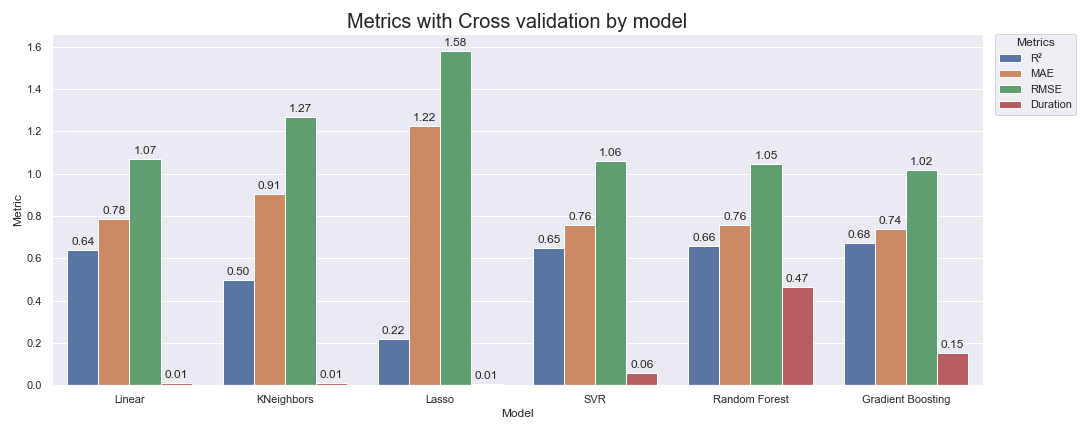 Metrics with Cross validation by model
Metrics
R²
MAE
RMSE
Duration
Metric
1.6
1.4
1.2
1.0
0.8
0.6
0.4
0.2
0.0
0.64
0.78
1.07
0.01
0.50
0.91
1.27
0.01
0.22
1.22
1.58
0.01
0.65
0.76
1.06
0.06
0.66
0.76
1.05
0.47
0.68
0.74
1.02
0.15
Linear
KNeighbors
Lasso
SVR
Random Forest
Gradient Boosting
Model